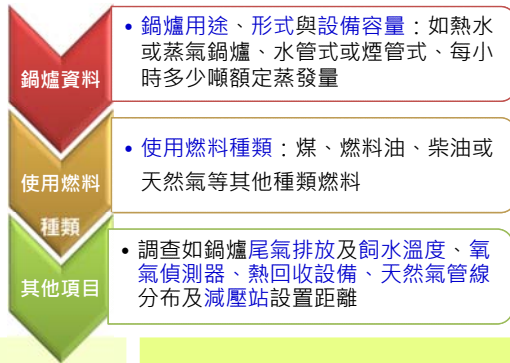 鍋爐資料
• 鍋爐用途、形式與設備容量：如熱水
或蒸氣鍋爐、水管式或煙管式、每小
時多少噸額定蒸發量
使用燃料
種類
• 使用燃料種類：煤、燃料油、柴油或
天然氣等其他種類燃料
其他項目
• 調查如鍋爐尾氣排放及飼水溫度、氧
氣偵測器、熱回收設備、天然氣管線
分布及減壓站設置距離